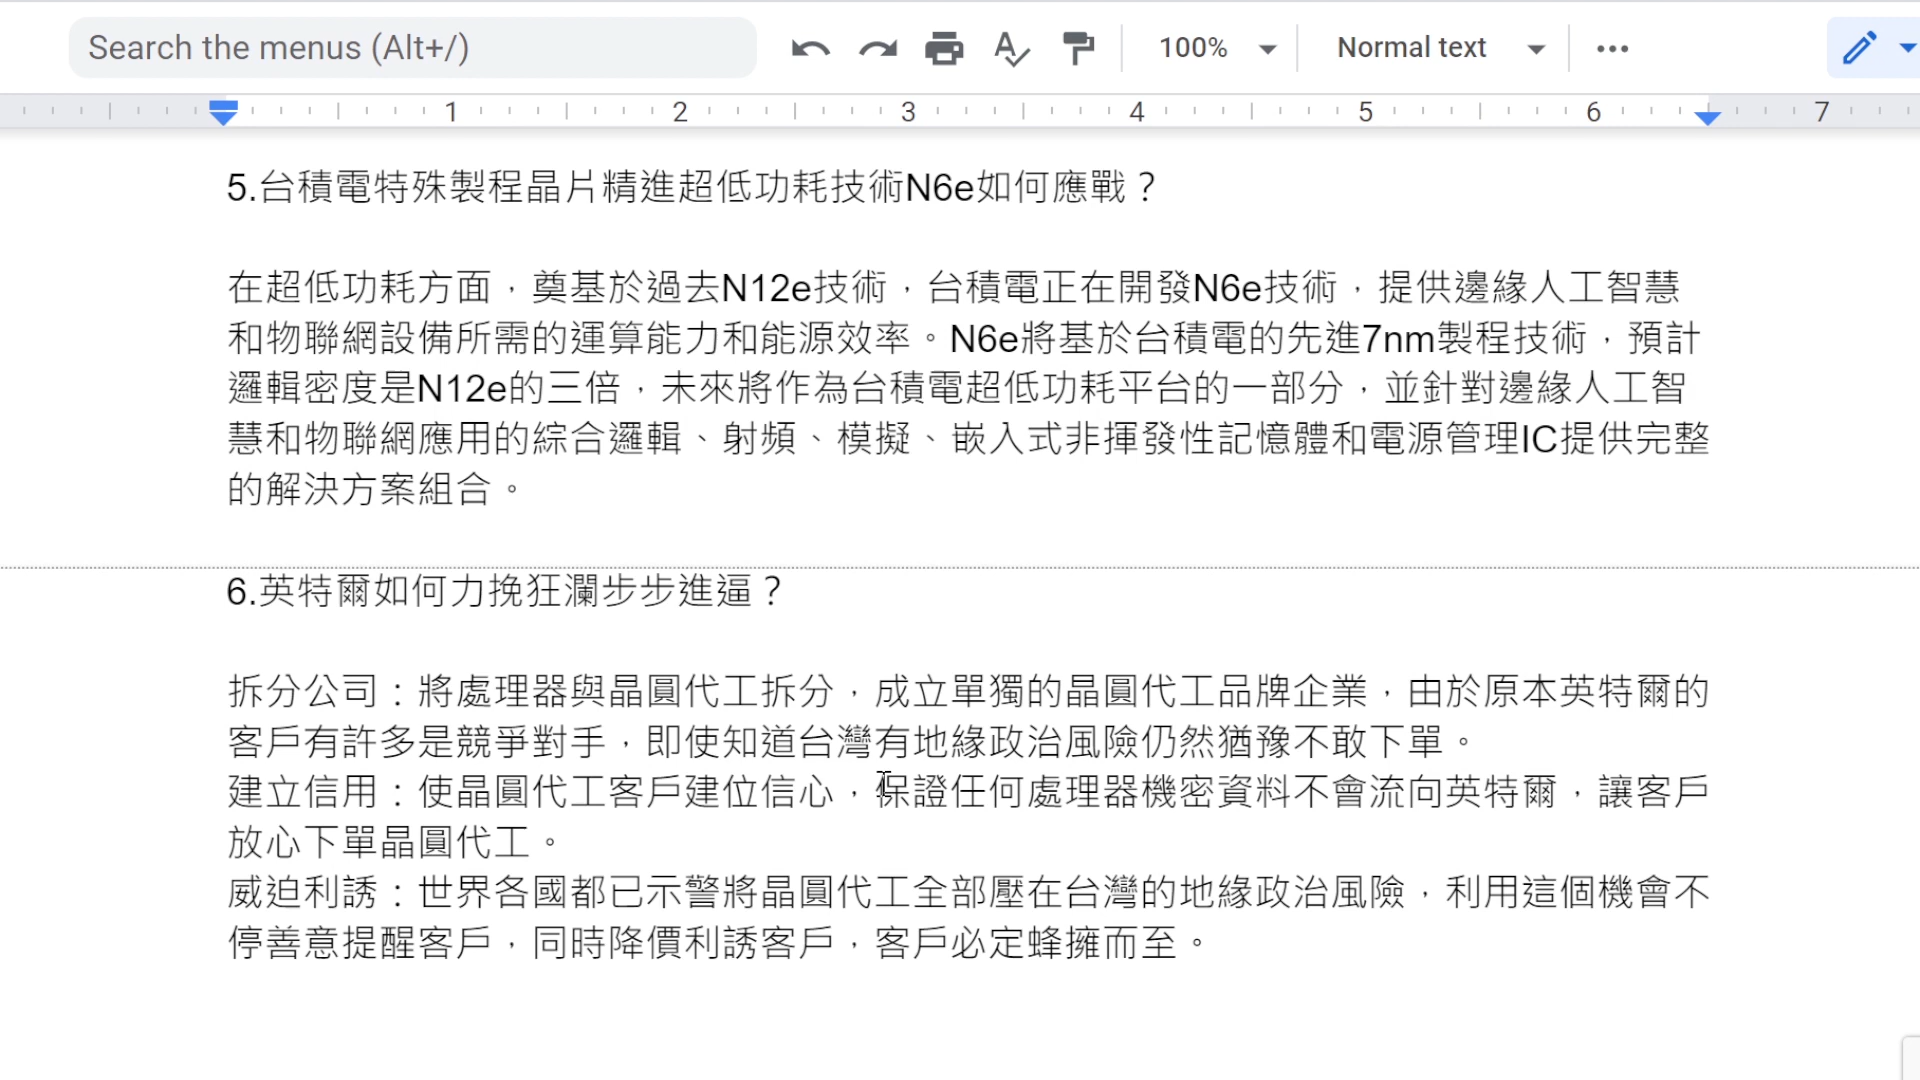 Search the menus (Alt+/)
100%
Normal text
1 2 3 4 5 6 7
5.台積電特殊製程晶片精進超低功耗技術N6e如何應戰？
在超低功耗方面，奠基於過去N12e技術，台積電正在開發N6e技術，提供邊緣人工智慧
和物聯網設備所需的運算能力和能源效率。N6e將基於台積電的先進7nm製程技術，預計
邏輯密度是N12e的三倍，未來將作為台積電超低功耗平台的一部分，並針對邊緣人工智
慧和物聯網應用的綜合邏輯、射頻、模擬、嵌入式非揮發性記憶體和電源管理IC提供完整
的解決方案組合。
6.英特爾如何力挽狂瀾步步進逼？
拆分公司：將處理器與晶圓代工拆分，成立單獨的晶圓代工品牌企業，由於原本英特爾的
客戶有許多是競爭對手，即使知道台灣有地緣政治風險仍然猶豫不敢下單。
建立信用：使晶圓代工客戶建位信心，保證任何處理器機密資料不會流向英特爾，讓客戶
放心下單晶圓代工。
威迫利誘：世界各國都已示警將晶圓代工全部壓在台灣的地緣政治風險，利用這個機會不
停善意提醒客戶，同時降價利誘客戶，客戶必定蜂擁而至。